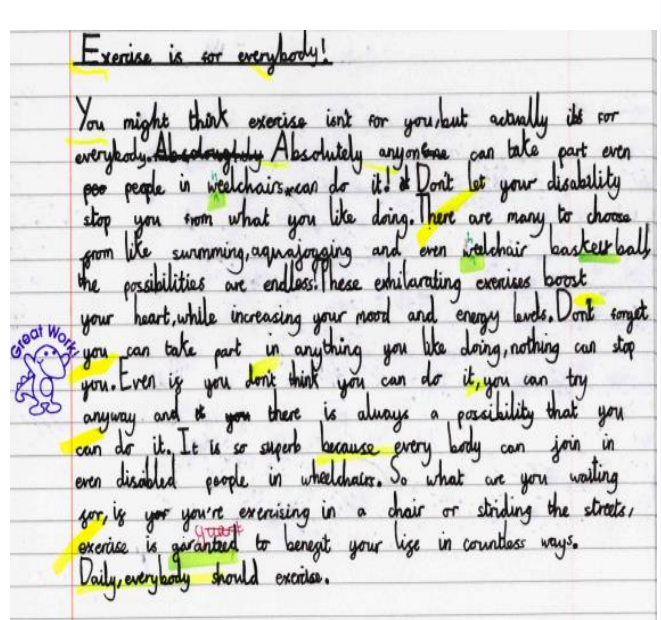 Exercise is for everybody!
You might think exercise isn't for you, but actually its for
everybody. Absoloughtly Absolutely anyone can take part even
peo people in weelchairs can do it! Don't let your disability
stop you from what you like doing. There are many to choose
from like swimming, aquajogging and even weelchair basketball,
the possibilities are endless! These exhilarating exercises boost
your heart, while increasing your mood and energy levels. Dont forget
you can take part in anything you like doing, nothing can stop
Great Work!
you. Even if you don't think you can do it, you can try
anyway and you there is always a possibility that you
can do it. It is so superb because every body can join in
even disabled people in wheelchairs. So what are you waiting
for, if you're exercising in a chair or striding the streets,
exercise is garanteed to benefit your life in countless ways.
Daily, everybody should exercise.